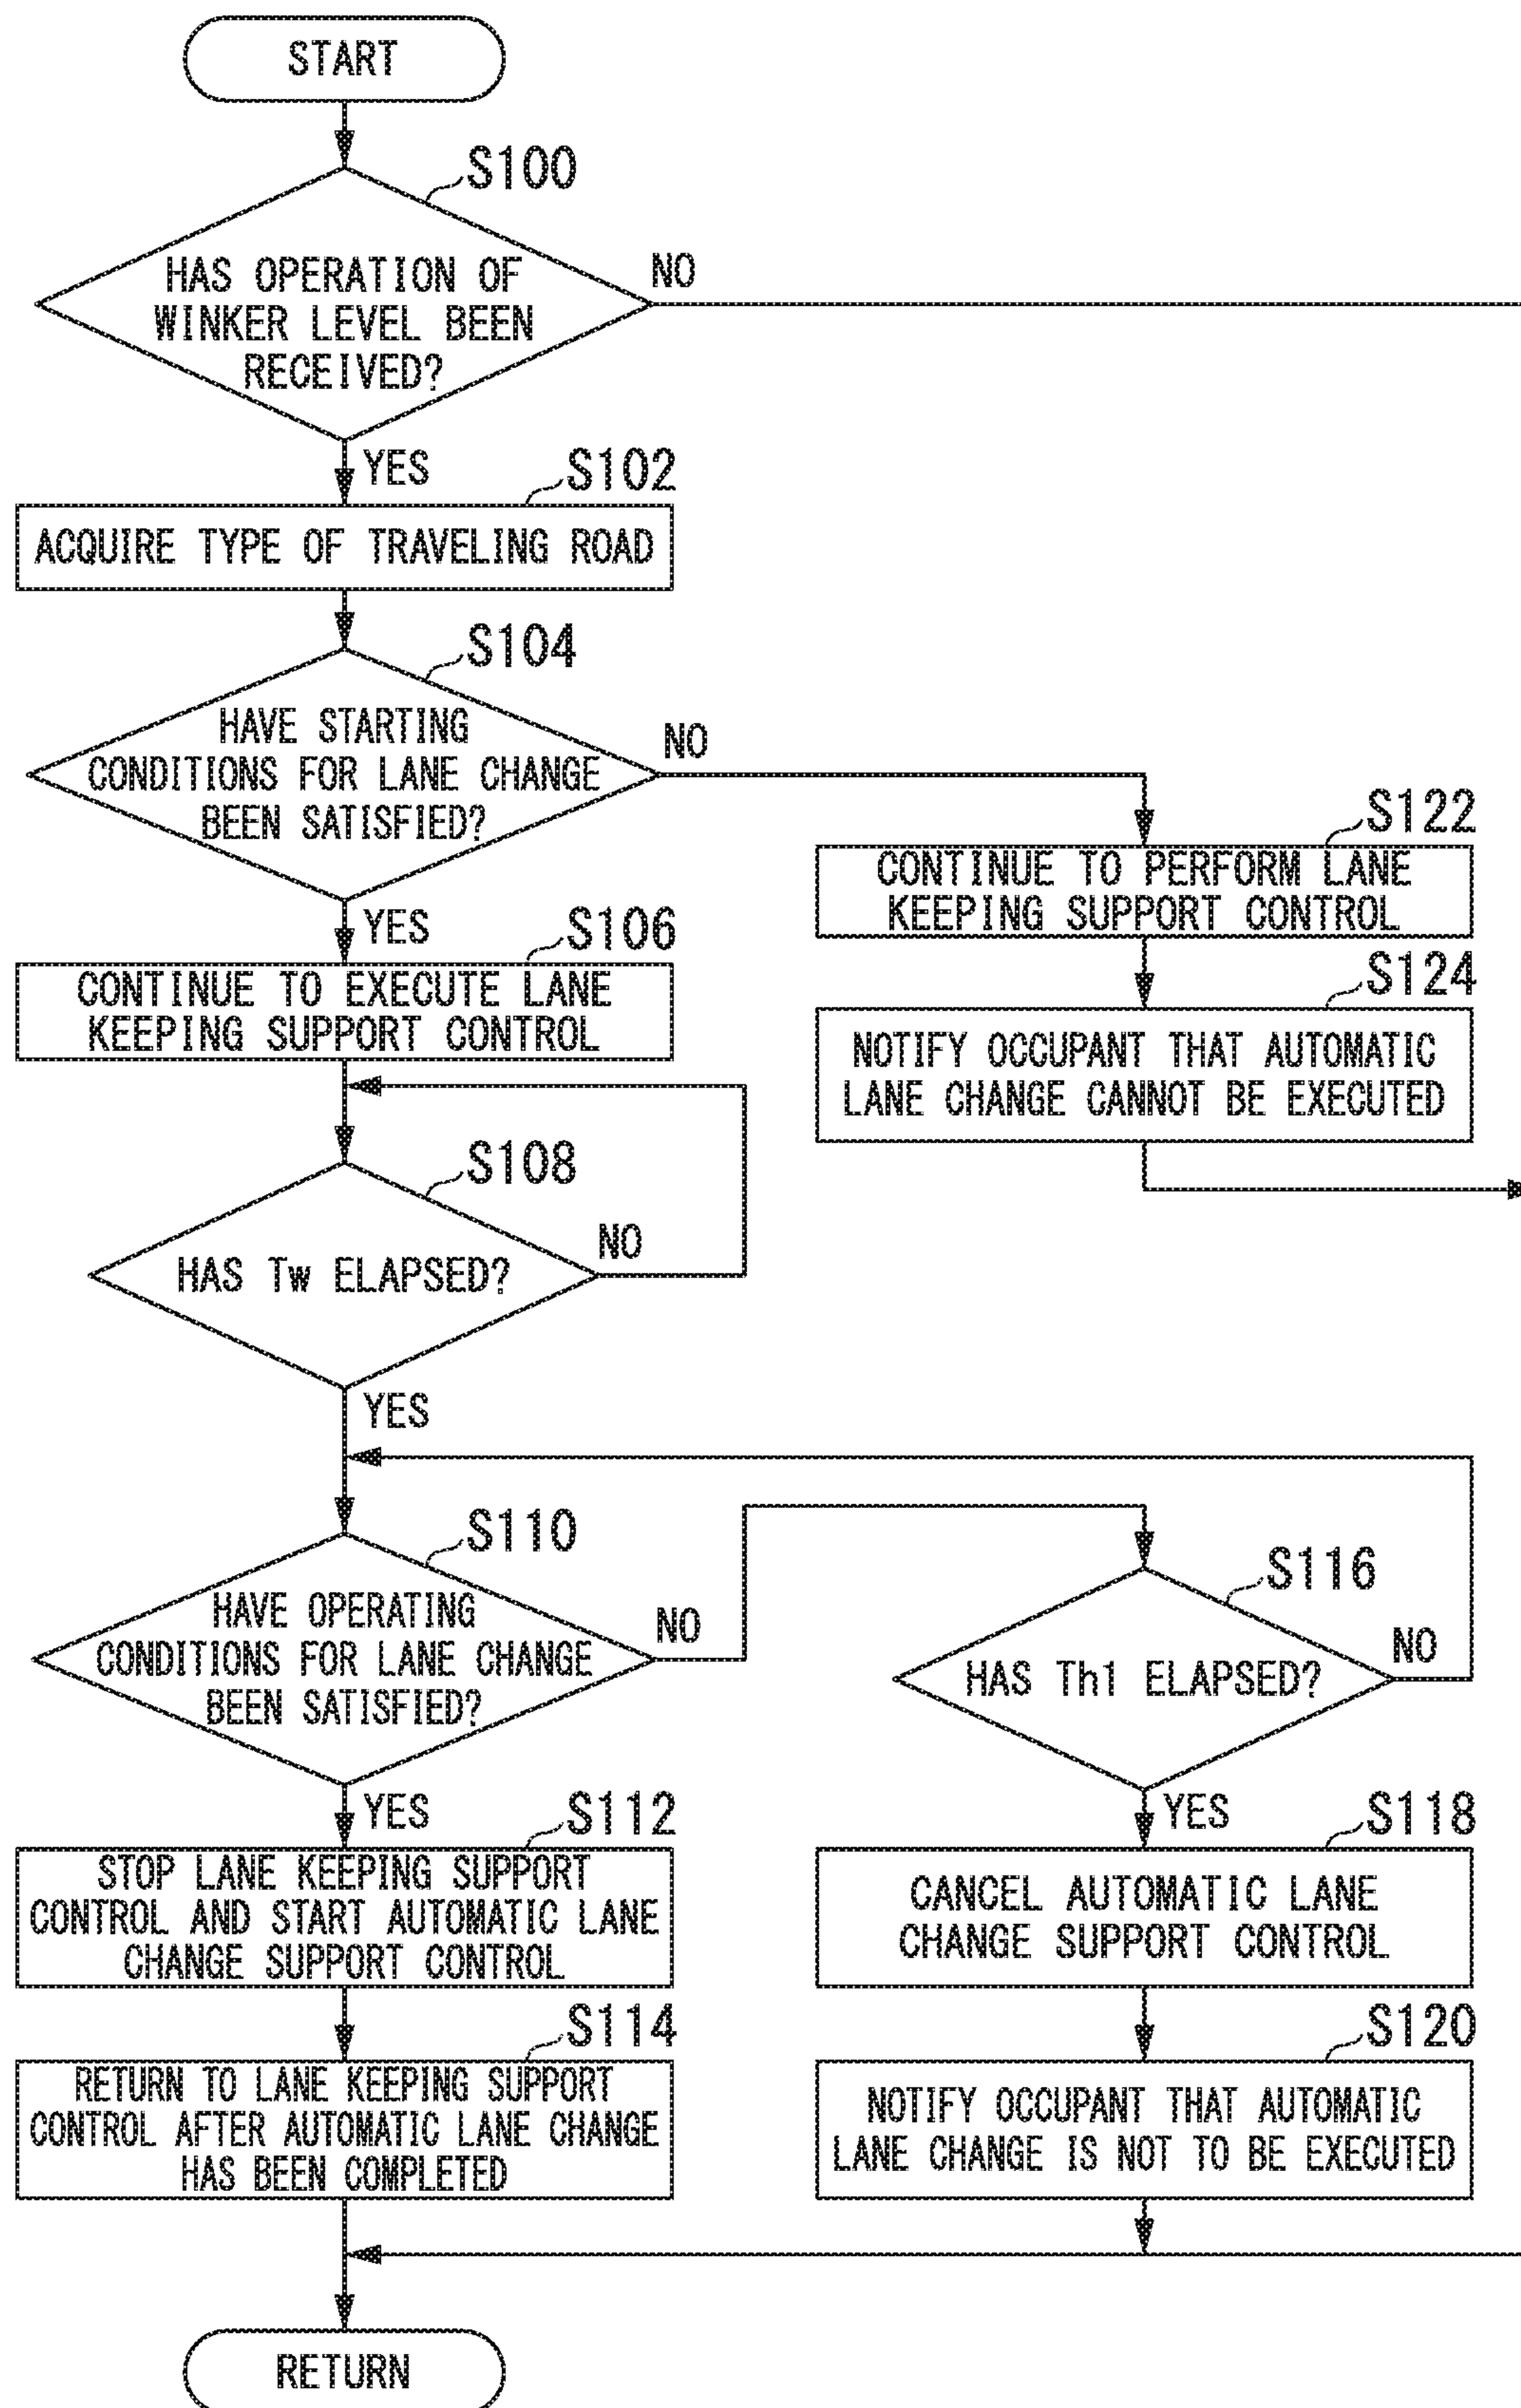 START
S100
HAS OPERATION OF
WINKER LEVEL BEEN
RECEIVED?
NO
YES
S102
ACQUIRE TYPE OF TRAVELING ROAD
S104
HAVE STARTING
CONDITIONS FOR LANE CHANGE
BEEN SATISFIED?
NO
YES
S122
CONTINUE TO PERFORM LANE
KEEPING SUPPORT CONTROL
S106
CONTINUE TO EXECUTE LANE
KEEPING SUPPORT CONTROL
S124
NOTIFY OCCUPANT THAT AUTOMATIC
LANE CHANGE CANNOT BE EXECUTED
S108
HAS Tw ELAPSED?
NO
YES
S110
HAVE OPERATING
CONDITIONS FOR LANE CHANGE
BEEN SATISFIED?
NO
S116
HAS Th1 ELAPSED?
NO
YES
S112
STOP LANE KEEPING SUPPORT
CONTROL AND START AUTOMATIC LANE
CHANGE SUPPORT CONTROL
YES
S118
CANCEL AUTOMATIC LANE
CHANGE SUPPORT CONTROL
S114
RETURN TO LANE KEEPING SUPPORT
CONTROL AFTER AUTOMATIC LANE CHANGE
HAS BEEN COMPLETED
S120
NOTIFY OCCUPANT THAT AUTOMATIC
LANE CHANGE IS NOT TO BE EXECUTED
RETURN